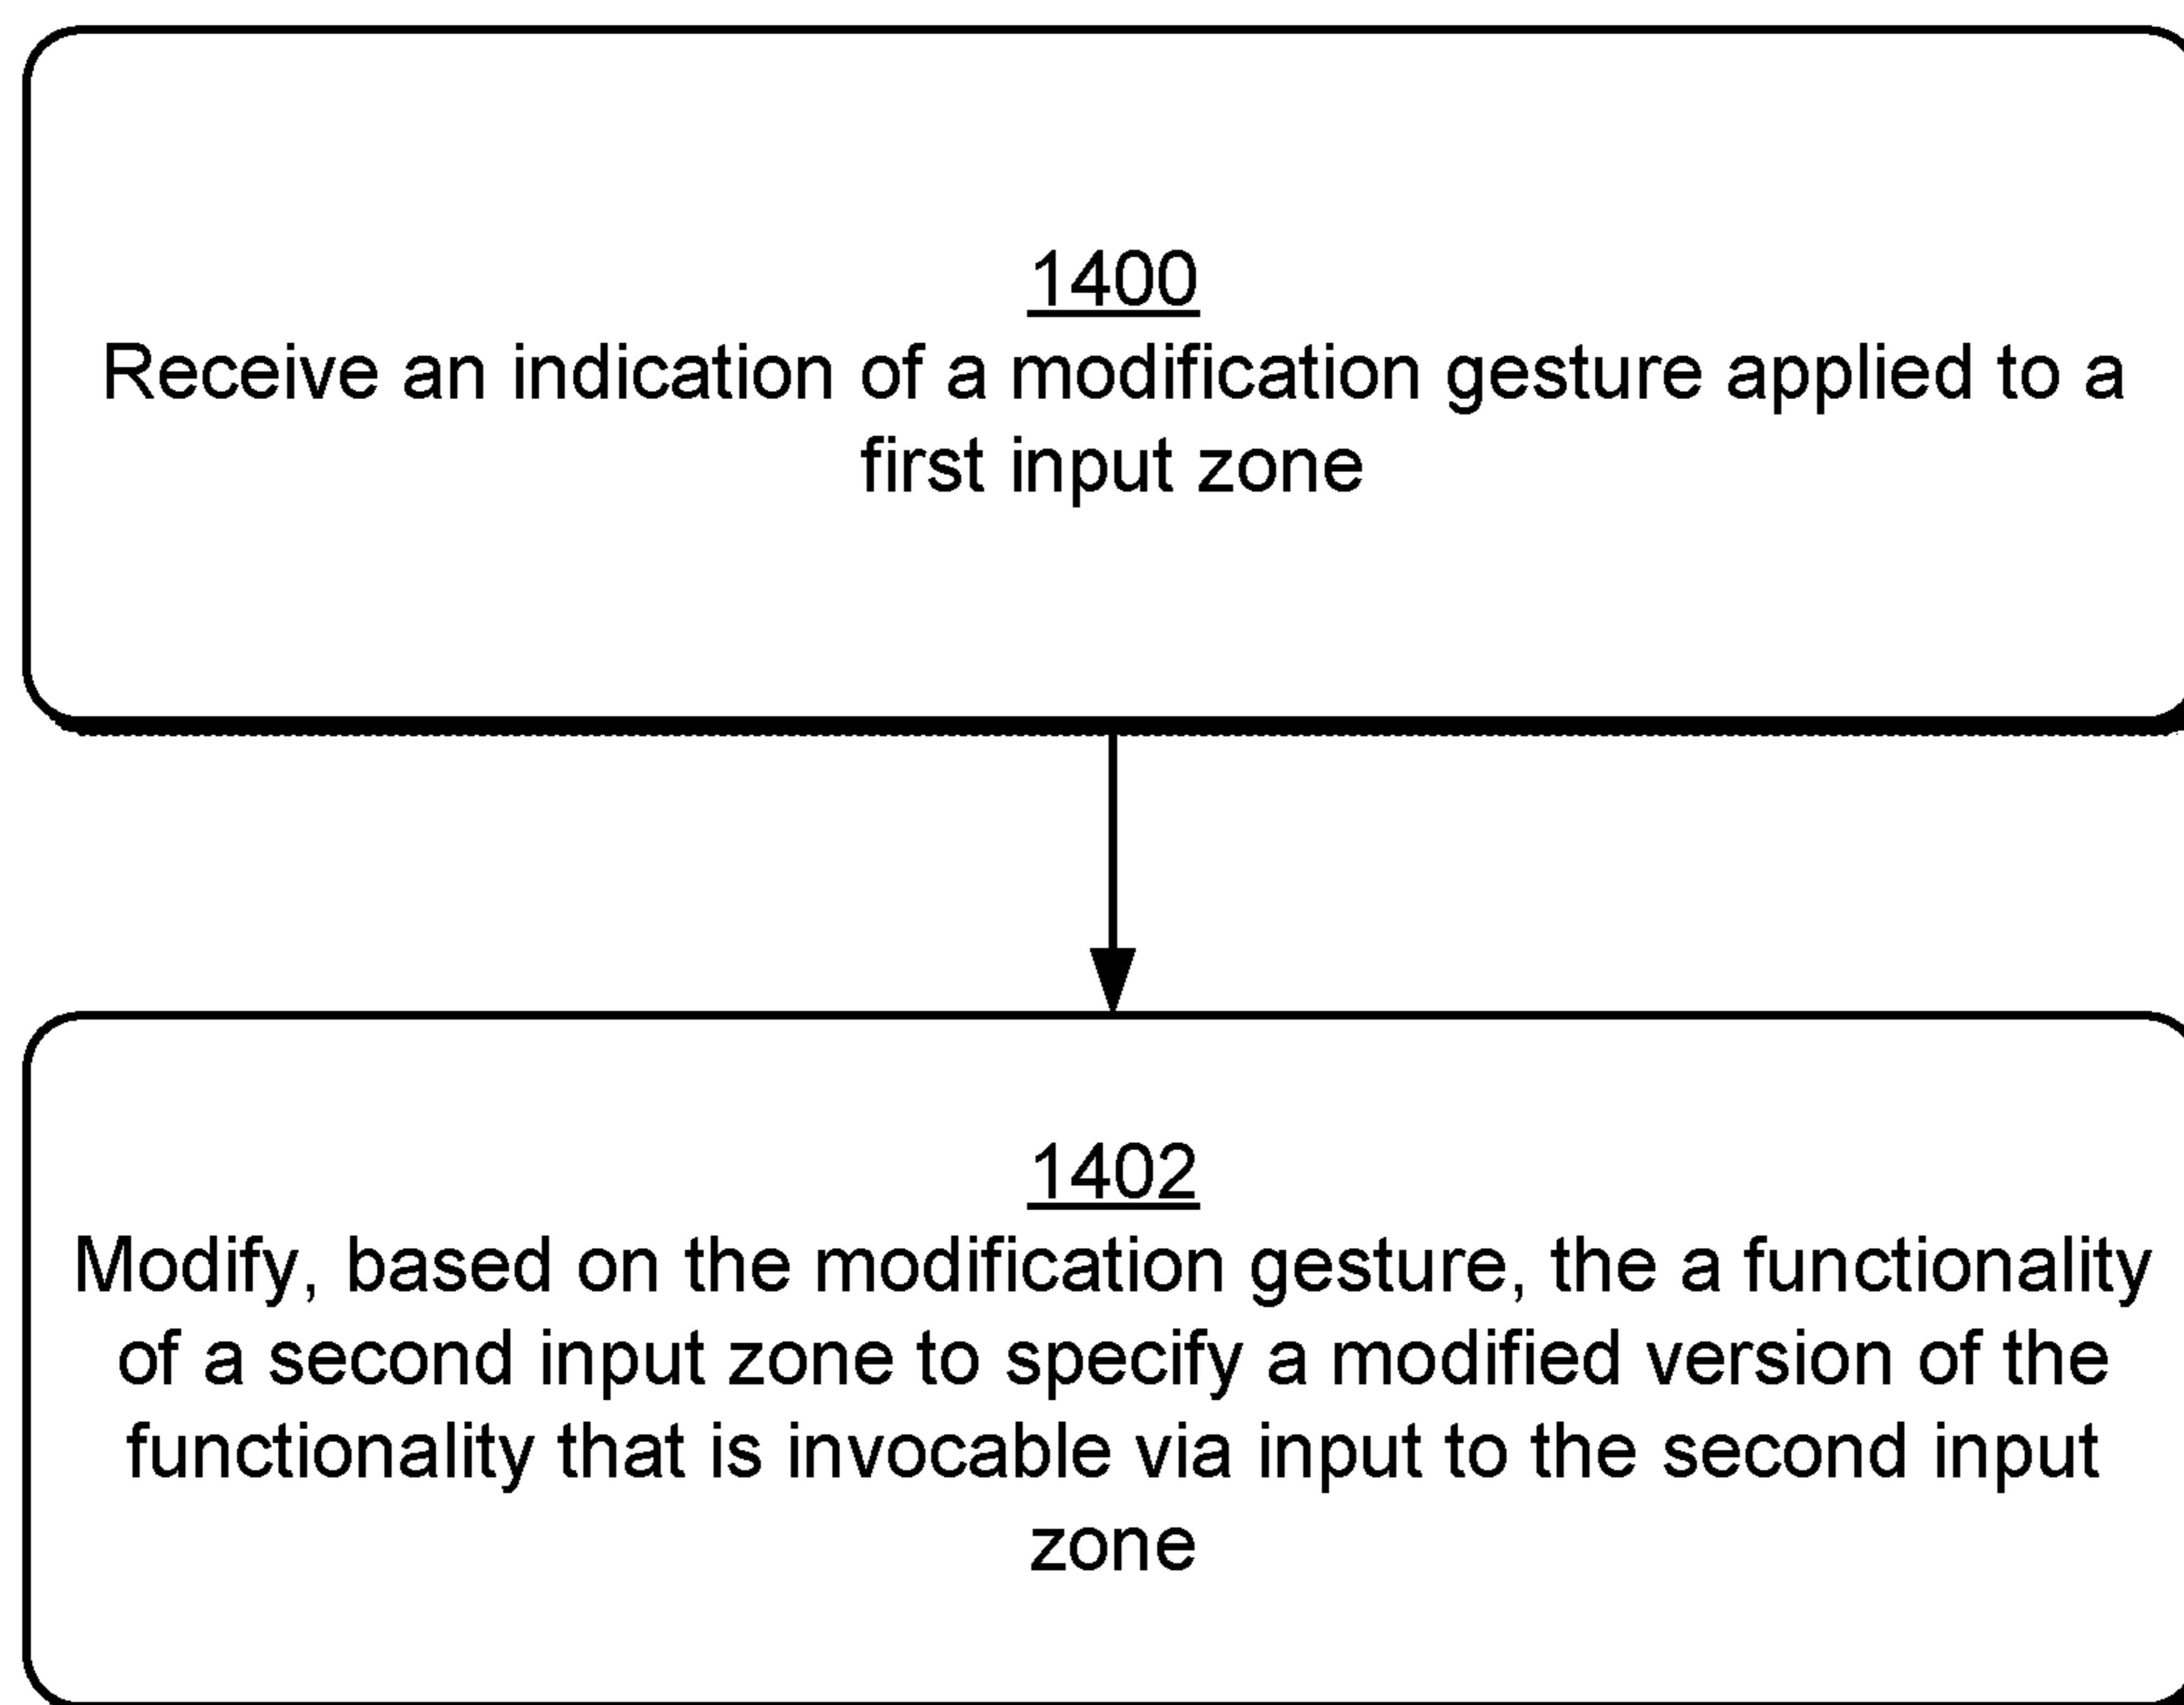 1400
Receive an indication of a modification gesture applied to a
first input zone
1402
Modify, based on the modification gesture, the a functionality
of a second input zone to specify a modified version of the
functionality that is invocable via input to the second input
zone